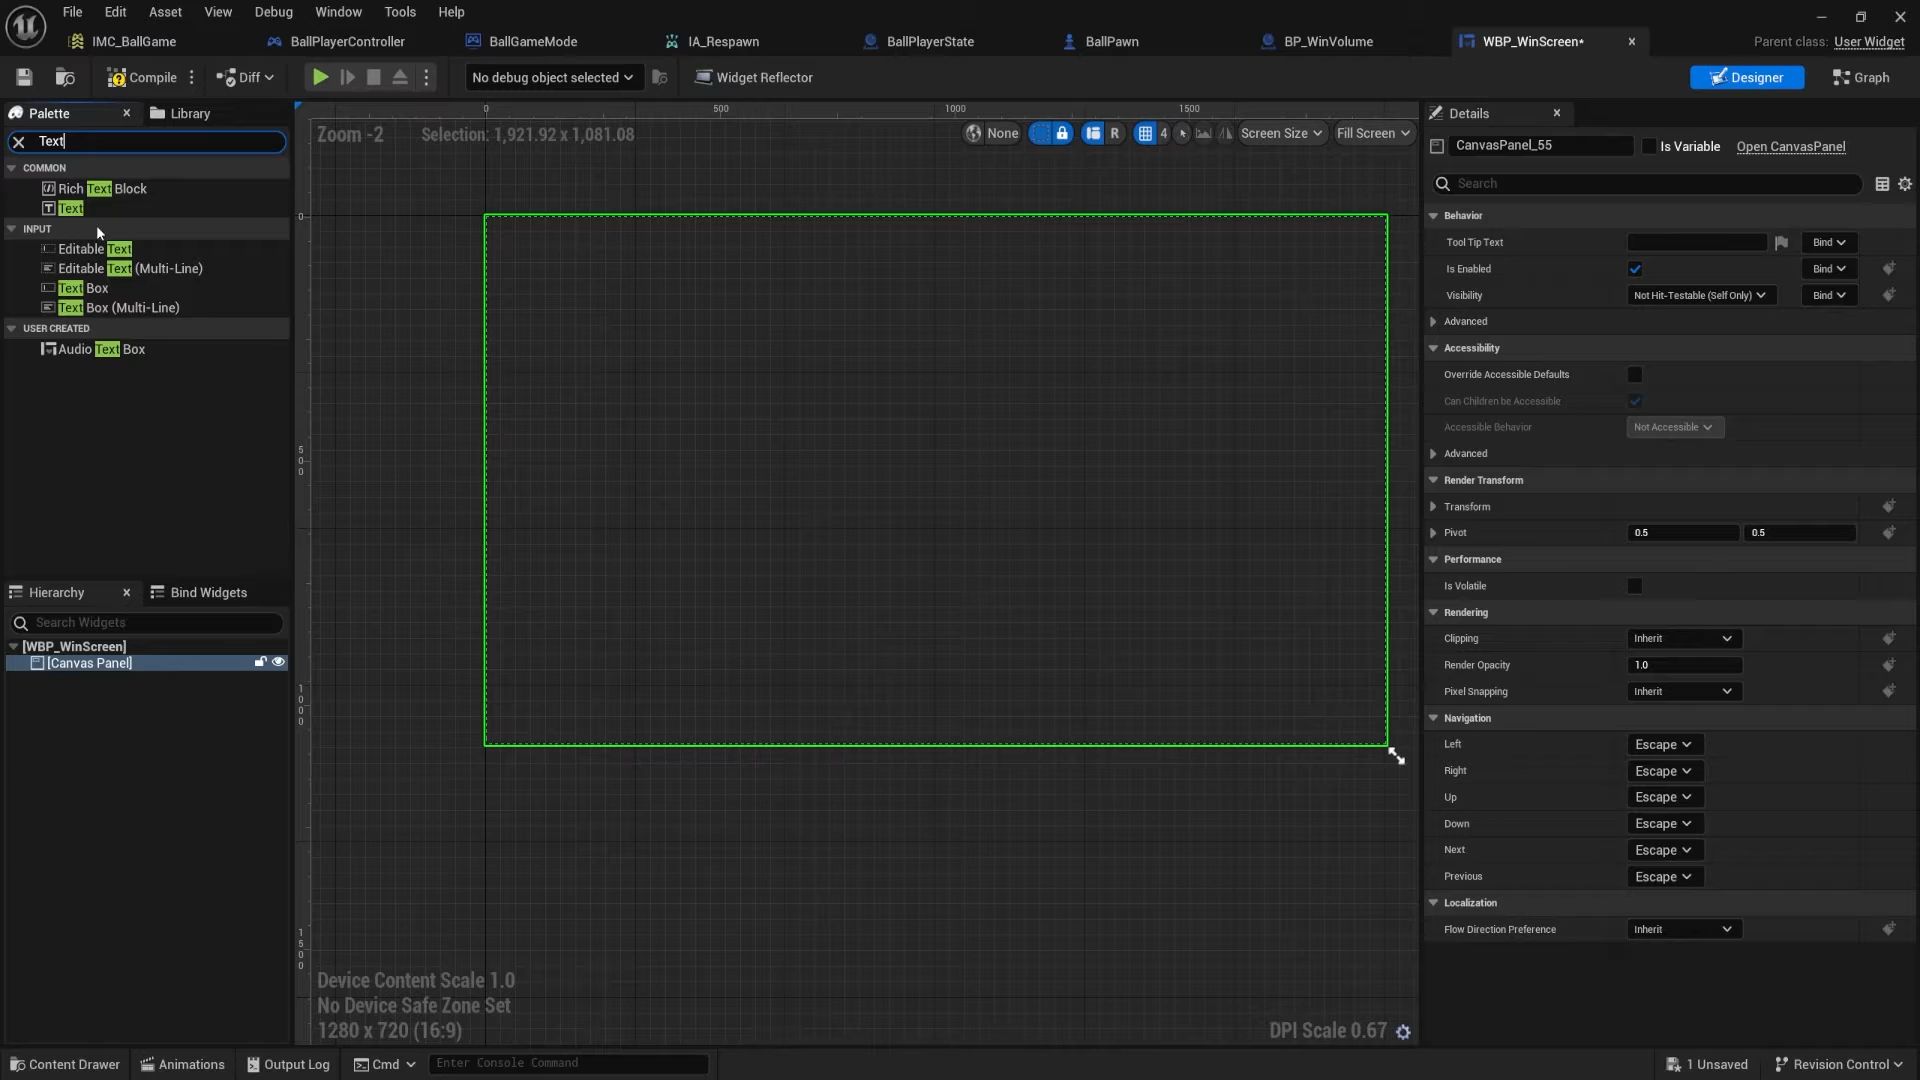 File Edit Asset View Debug Window Tools Help
IMC_BallGame BallPlayerController BallGameMode IA_Respawn BallPlayerState BallPawn BP_WinVolume WBP_WinScreen* Parent class: User Widget
Compile Diff No debug object selected Widget Reflector Designer Graph
Palette Library
Text
COMMON
Rich Text Block
Text
INPUT
Editable Text
Editable Text (Multi-Line)
Text Box
Text Box (Multi-Line)
USER CREATED
Audio Text Box
Hierarchy Bind Widgets
Search Widgets
[WBP_WinScreen]
[Canvas Panel]
0 500 1000 1500
Zoom -2 Selection: 1,921.92 x 1,081.08 None R 4 Screen Size Fill Screen
0
500
1000
1500
Device Content Scale 1.0
No Device Safe Zone Set
1280 x 720 (16:9) DPI Scale 0.67
Details
CanvasPanel_55 Is Variable Open CanvasPanel
Search
Behavior
Tool Tip Text Bind
Is Enabled Bind
Visibility Not Hit-Testable (Self Only) Bind
Advanced
Accessibility
Override Accessible Defaults
Can Children be Accessible
Accessible Behavior Not Accessible
Advanced
Render Transform
Transform
Pivot 0.5 0.5
Performance
Is Volatile
Rendering
Clipping Inherit
Render Opacity 1.0
Pixel Snapping Inherit
Navigation
Left Escape
Right Escape
Up Escape
Down Escape
Next Escape
Previous Escape
Localization
Flow Direction Preference Inherit
Content Drawer Animations Output Log Cmd Enter Console Command 1 Unsaved Revision Control